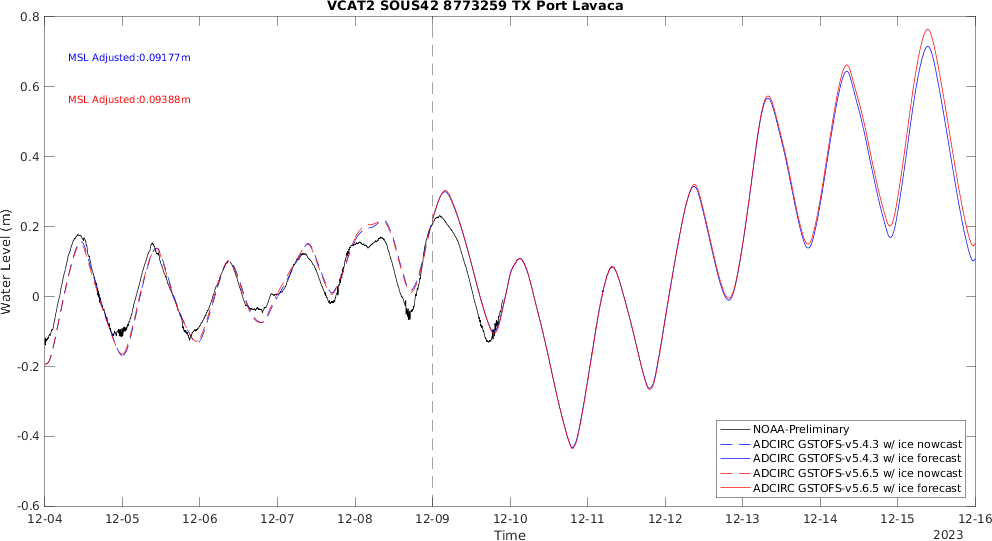 VCAT2 SOUS42 8773259 TX Port Lavaca
MSL Adjusted:0.09177m
MSL Adjusted:0.09388m
Water Level (m)
0.8
0.6
0.4
0.2
0
-0.2
-0.4
-0.6
NOAA-Preliminary
ADCIRC GSTOFS-v5.4.3 w/ ice nowcast
ADCIRC GSTOFS-v5.4.3 w/ ice forecast
ADCIRC GSTOFS-v5.6.5 w/ ice nowcast
ADCIRC GSTOFS-v5.6.5 w/ ice forecast
12-04 12-05 12-06 12-07 12-08 12-09 12-10 12-11 12-12 12-13 12-14 12-15 12-16
Time
2023